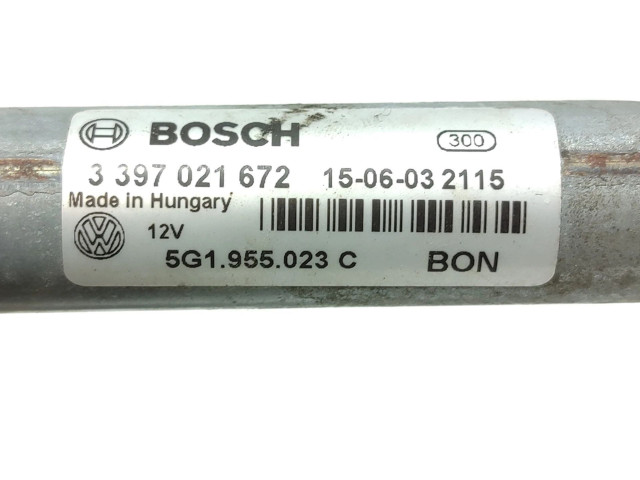 BOSCH 300
3 397 021 672 15-06-03 2115
Made in Hungary
12V
5G1.955.023 C BON